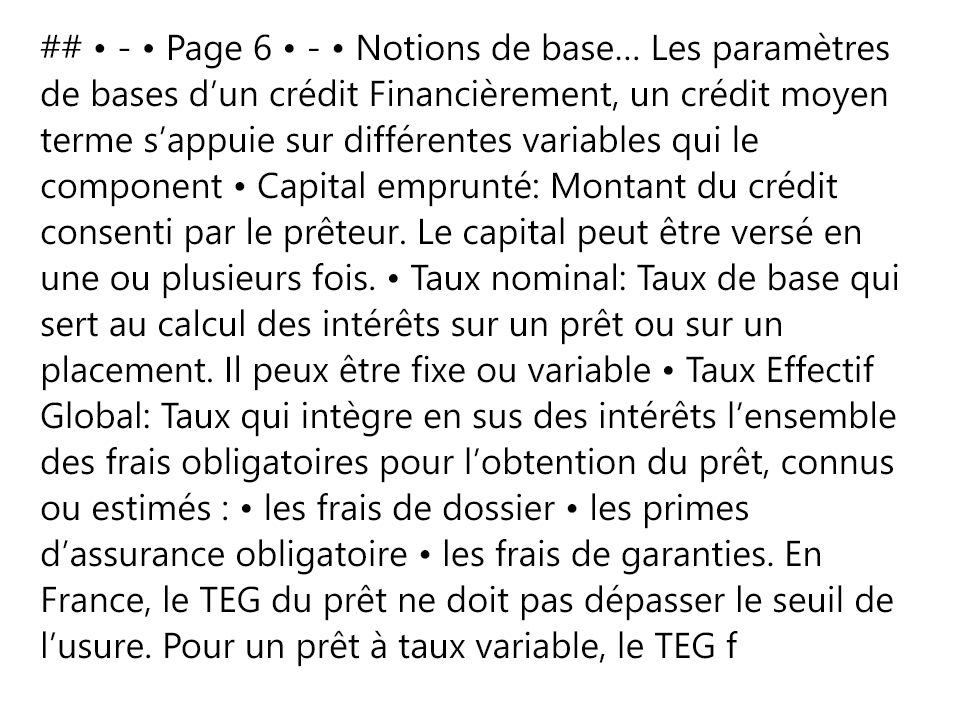 ## • - • Page 6 • - • Notions de base… Les paramètres
de bases d’un crédit Financièrement, un crédit moyen
terme s’appuie sur différentes variables qui le
component • Capital emprunté: Montant du crédit
consenti par le prêteur. Le capital peut être versé en
une ou plusieurs fois. • Taux nominal: Taux de base qui
sert au calcul des intérêts sur un prêt ou sur un
placement. Il peux être fixe ou variable • Taux Effectif
Global: Taux qui intègre en sus des intérêts l’ensemble
des frais obligatoires pour l’obtention du prêt, connus
ou estimés : • les frais de dossier • les primes
d’assurance obligatoire • les frais de garanties. En
France, le TEG du prêt ne doit pas dépasser le seuil de
l’usure. Pour un prêt à taux variable, le TEG f